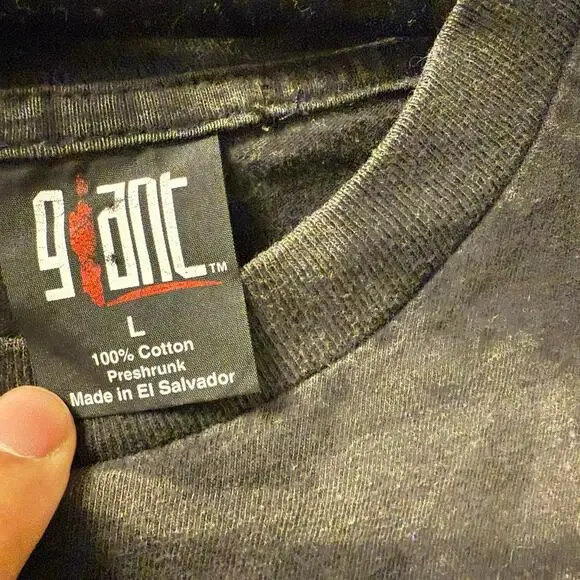 giant™
L
100% Cotton
Preshrunk
Made in El Salvador